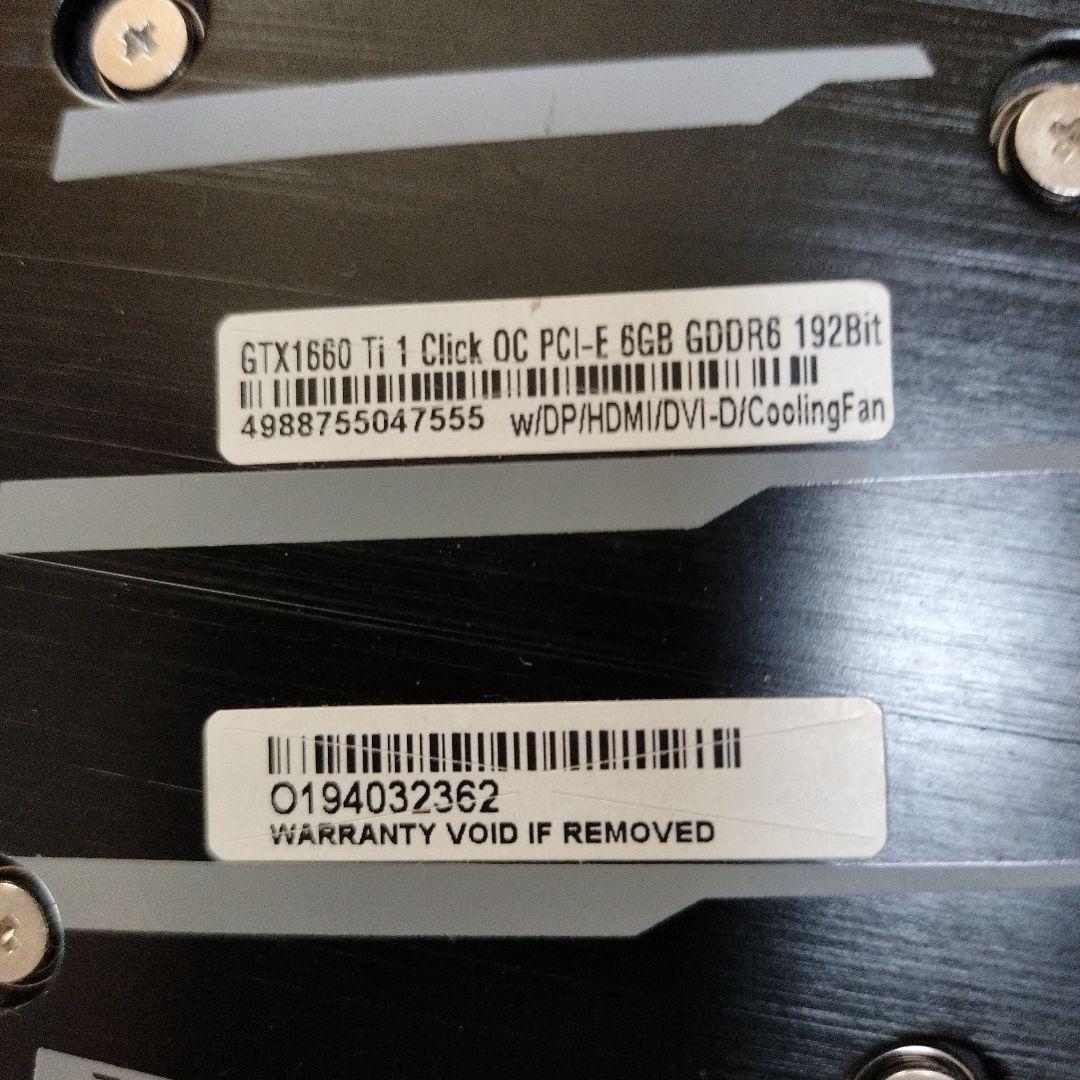 GTX1660 Ti 1 Click OC PCI-E 6GB GDDR6 192Bit
4988755047555 w/DP/HDMI/DVI-D/CoolingFan
O194032362
WARRANTY VOID IF REMOVED